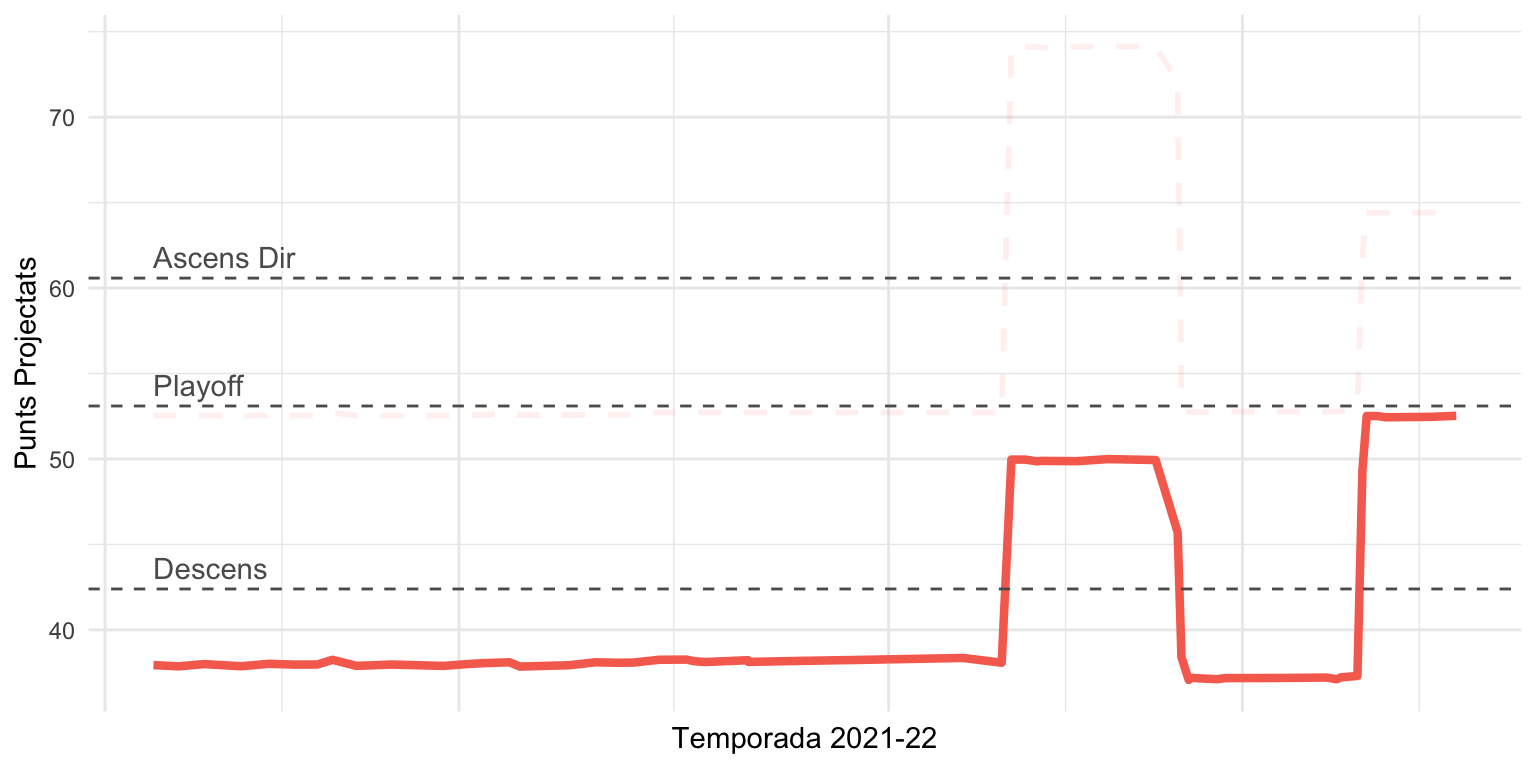 70
Ascens Dir
60
Playoff
50
Descens
40
Punts Projectats
Temporada 2021-22